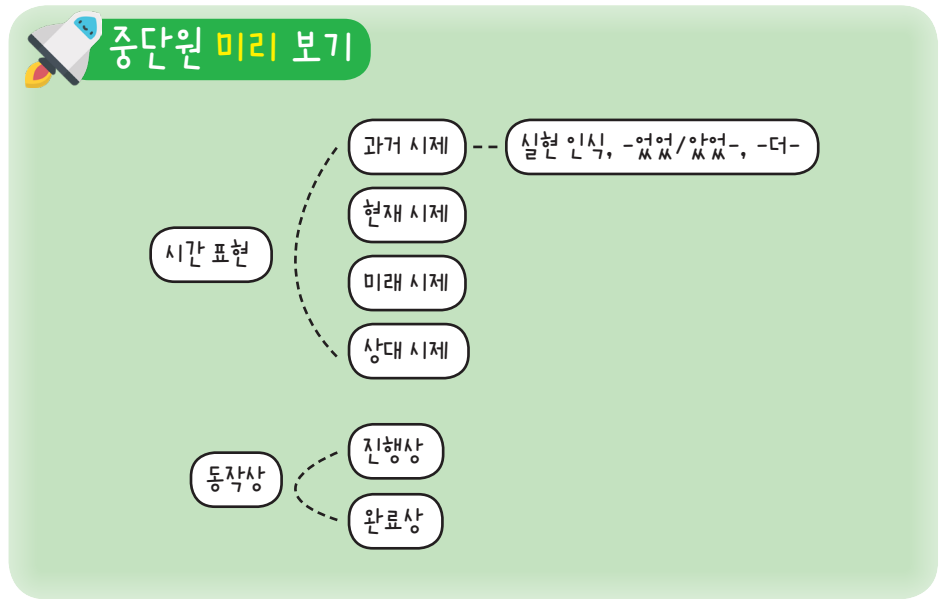 중단원 미리 보기
과거 시제
실현 인식, -었었/았었-, -더-
현재 시제
시간 표현
미래 시제
상대 시제
진행상
동작상
완료상